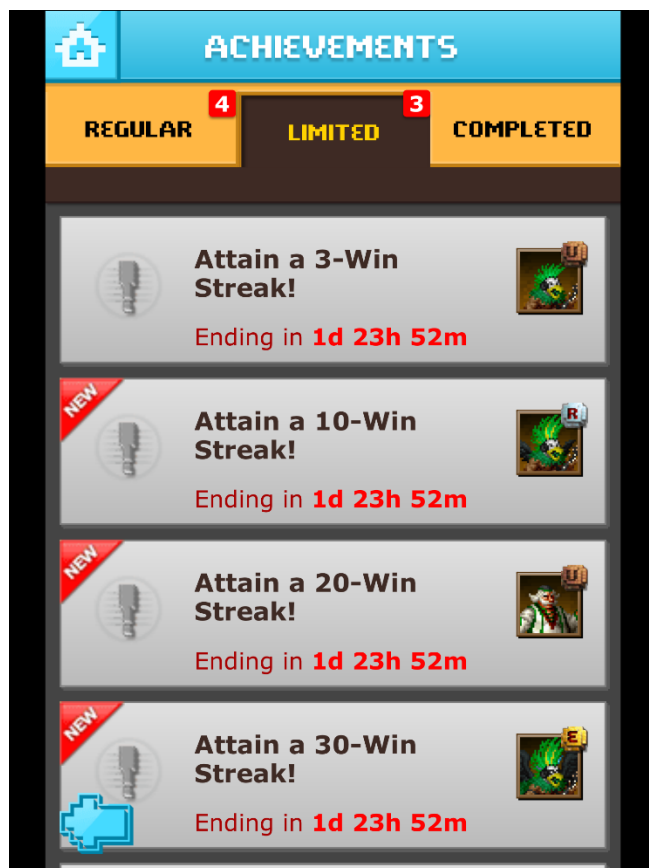 ACHIEVEMENTS
REGULAR
4
LIMITED
3
COMPLETED
Attain a 3-Win
Streak!
Ending in 1d 23h 52m
U
NEW
Attain a 10-Win
Streak!
Ending in 1d 23h 52m
R
NEW
Attain a 20-Win
Streak!
Ending in 1d 23h 52m
U
NEW
Attain a 30-Win
Streak!
Ending in 1d 23h 52m
E